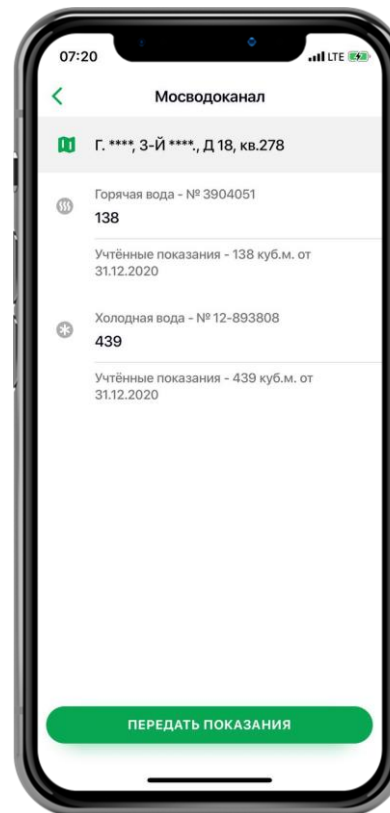 07:20 LTE
Мосводоканал
Г. ****, 3-Й ****., Д 18, кв.278
Горячая вода - № 3904051
138
Учтённые показания - 138 куб.м. от
31.12.2020
Холодная вода - № 12-893808
439
Учтённые показания - 439 куб.м. от
31.12.2020
ПЕРЕДАТЬ ПОКАЗАНИЯ